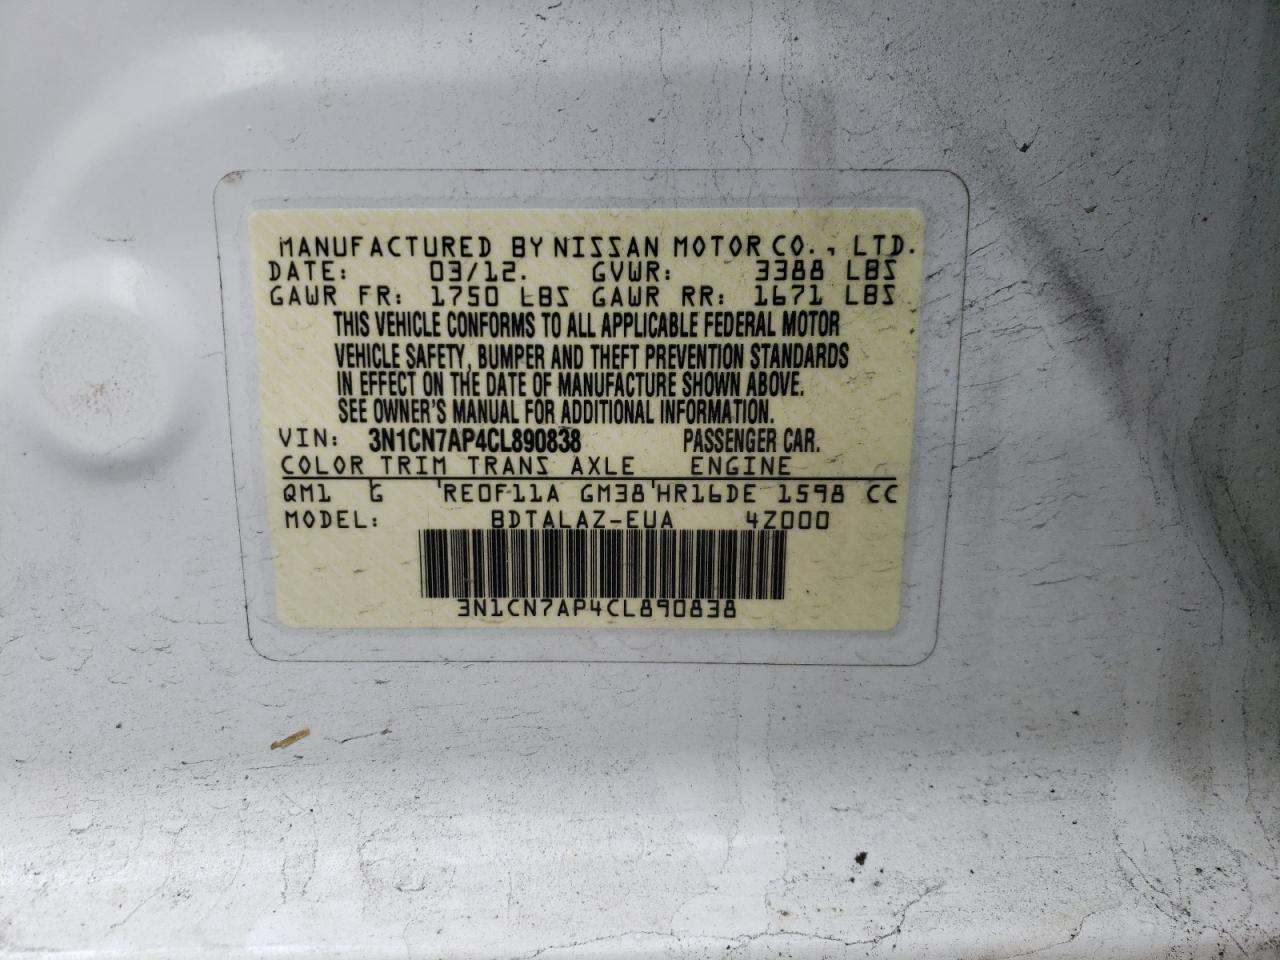 MANUFACTURED BY NISSAN MOTOR CO., LTD.
DATE: 03/12. GVWR: 3388 LBS
GAWR FR: 1750 LBS GAWR RR: 1671 LBS
THIS VEHICLE CONFORMS TO ALL APPLICABLE FEDERAL MOTOR
VEHICLE SAFETY, BUMPER AND THEFT PREVENTION STANDARDS
IN EFFECT ON THE DATE OF MANUFACTURE SHOWN ABOVE.
SEE OWNER'S MANUAL FOR ADDITIONAL INFORMATION.
VIN: 3N1CN7AP4CL890838 PASSENGER CAR.
COLOR TRIM TRANS AXLE ENGINE
QM1 G RE0F11A GM38 HR16DE 1598 CC
MODEL: BDTALAZ-EUA 4Z000
3N1CN7AP4CL890838